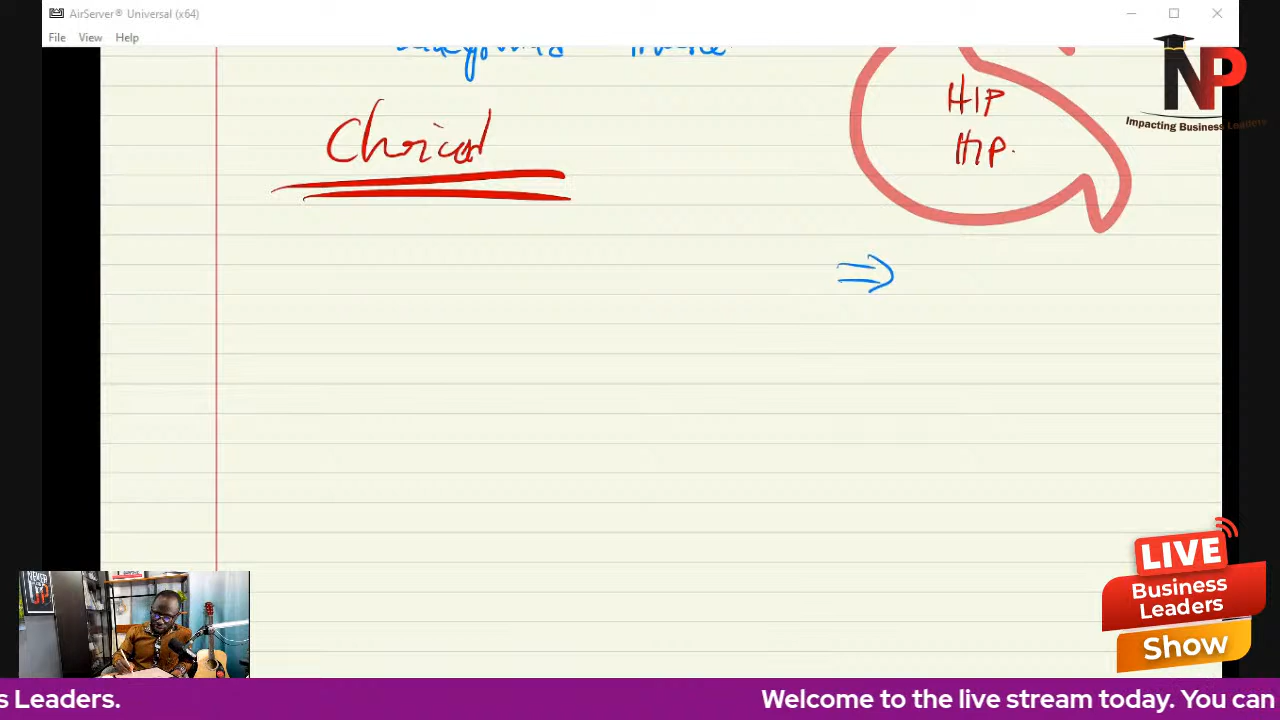 AirServer® Universal (x64)
File View Help
NP
Impacting Business Leaders
HIP
HIP.
⇒
LIVE
Business
Leaders
Show
s Leaders. Welcome to the live stream today. You can